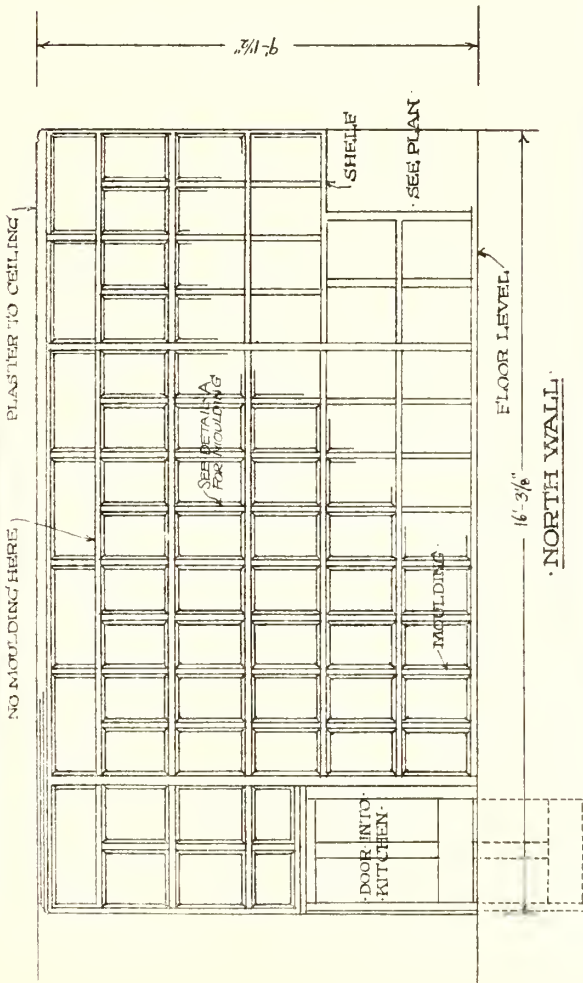 NO MOULDING HERE
PLASTER TO CEILING
9'-1½"
SEE DETAIL A
FOR MOULDING
SHELF
· SEE PLAN ·
· MOULDING ·
· DOOR INTO ·
· KITCHEN ·
FLOOR LEVEL
16'-3⅛"
· NORTH WALL ·